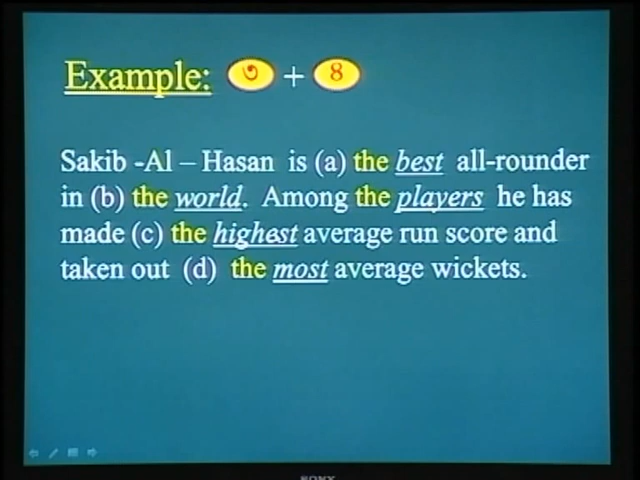 Example: ৩ + ৪
Sakib -Al – Hasan is (a) the best all-rounder
in (b) the world. Among the players he has
made (c) the highest average run score and
taken out (d) the most average wickets.
SONY